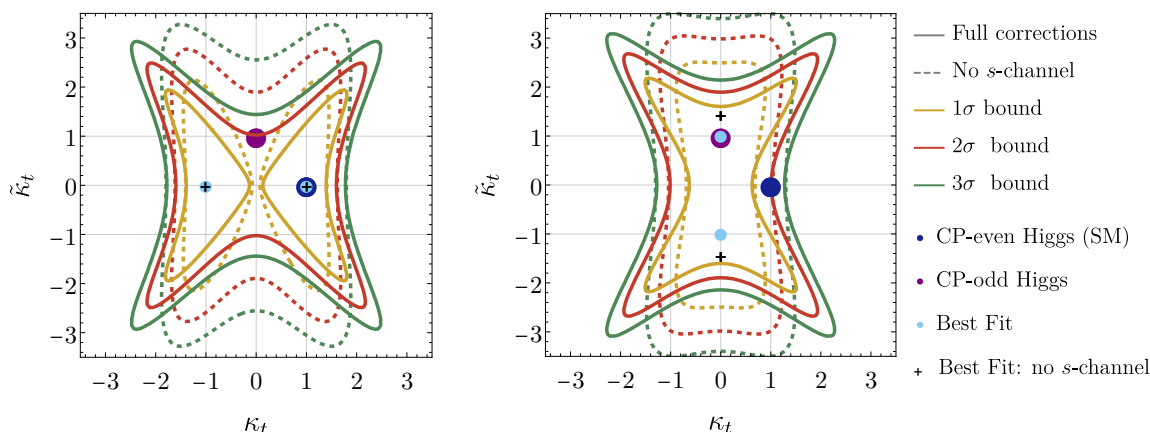 3
2
1
0
−1
−2
−3
−3 −2 −1 0 1 2 3
κ̃t
κt
3
2
1
0
−1
−2
−3
−3 −2 −1 0 1 2 3
κ̃t
κt
Full corrections
No s-channel
1σ bound
2σ bound
3σ bound
CP-even Higgs (SM)
CP-odd Higgs
Best Fit
Best Fit: no s-channel